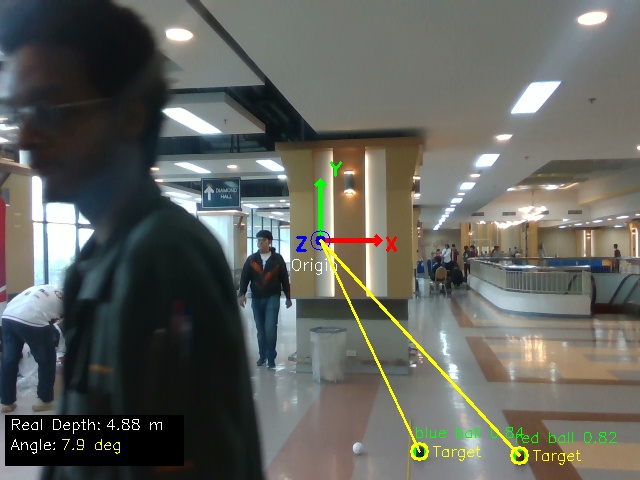 DIAMOND
HALL
Y
Z
X
Origin
blue ball 0.84
red ball 0.82
Target
Target
Real Depth: 4.88 m
Angle: 7.9 deg